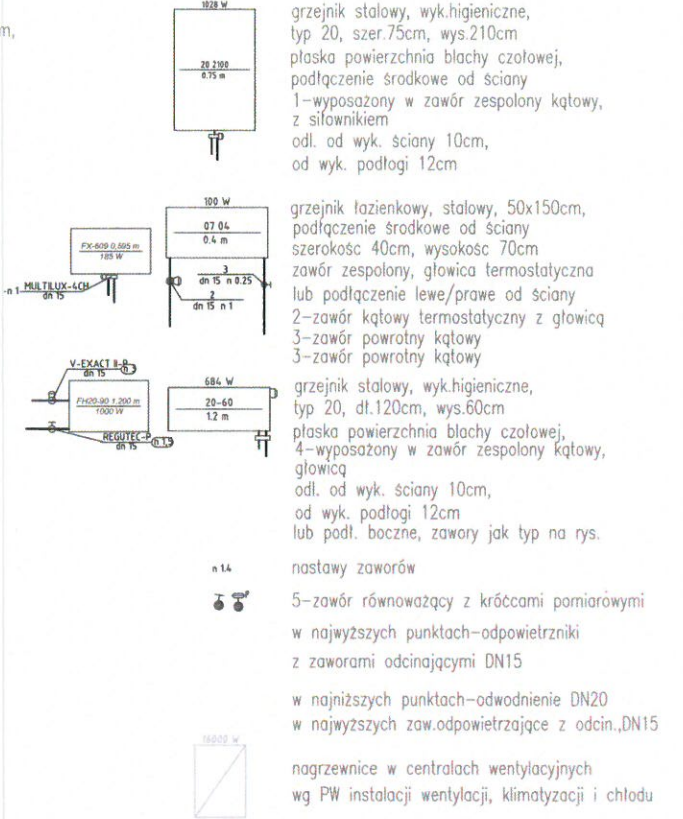 m,
1028 W
20 2100
0.75 m
grzejnik stalowy, wyk.higieniczne,
typ 20, szer.75cm, wys.210cm
płaska powierzchnia blachy czołowej,
podłączenie środkowe od ściany
1-wyposażony w zawór zespolony kątowy,
z siłownikiem
odl. od wyk. ściany 10cm,
od wyk. podłogi 12cm
FX-609 0,595 m
185 W
n 1 MULTILUX-4CH
dn 15
100 W
07 04
0.4 m
3
dn 15 n 0.25
2
dn 15 n 1
grzejnik łazienkowy, stalowy, 50x150cm,
podłączenie środkowe od ściany
szerokośc 40cm, wysokośc 70cm
zawór zespolony, głowica termostatyczna
lub podłączenie lewe/prawe od ściany
2-zawór kątowy termostatyczny z głowicą
3-zawór powrotny kątowy
3-zawór powrotny kątowy
V-EXACT II-P n 3
dn 15
FH20-90 1.200 m
1000 W
REGUTEC-P n 1,5
dn 15
684 W
20-60
1.2 m
grzejnik stalowy, wyk.higieniczne,
typ 20, dł.120cm, wys.60cm
płaska powierzchnia blachy czołowej,
4-wyposażony w zawór zespolony kątowy,
głowicą
odl. od wyk. ściany 10cm,
od wyk. podłogi 12cm
lub podł. boczne, zawory jak typ na rys.
n 1.4
nastawy zaworów
5-zawór równoważący z króćcami pomiarowymi
w najwyższych punktach-odpowietrzniki
z zaworami odcinającymi DN15
w najniższych punktach-odwodnienie DN20
w najwyższych zaw.odpowietrzające z odcin.,DN15
16000 W
nagrzewnice w centralach wentylacyjnych
wg PW instalacji wentylacji, klimatyzacji i chłodu